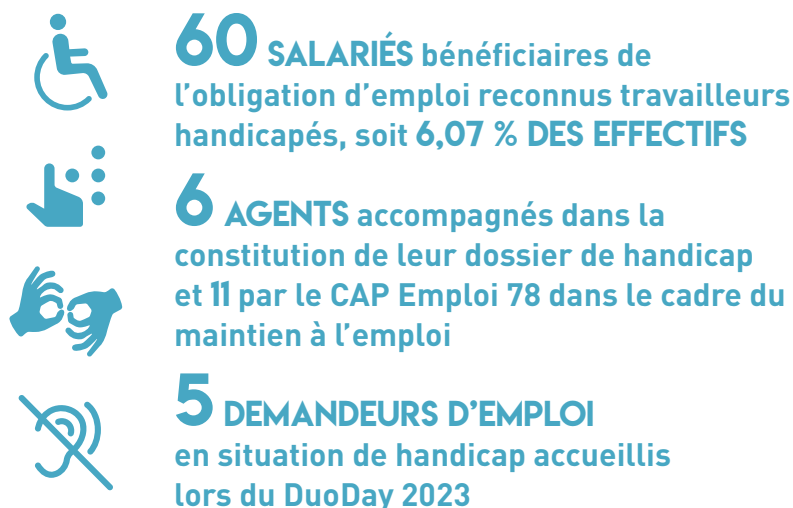 60 SALARIÉS bénéficiaires de
l’obligation d’emploi reconnus travailleurs
handicapés, soit 6,07 % DES EFFECTIFS
6 AGENTS accompagnés dans la
constitution de leur dossier de handicap
et 11 par le CAP Emploi 78 dans le cadre du
maintien à l’emploi
5 DEMANDEURS D’EMPLOI
en situation de handicap accueillis
lors du DuoDay 2023